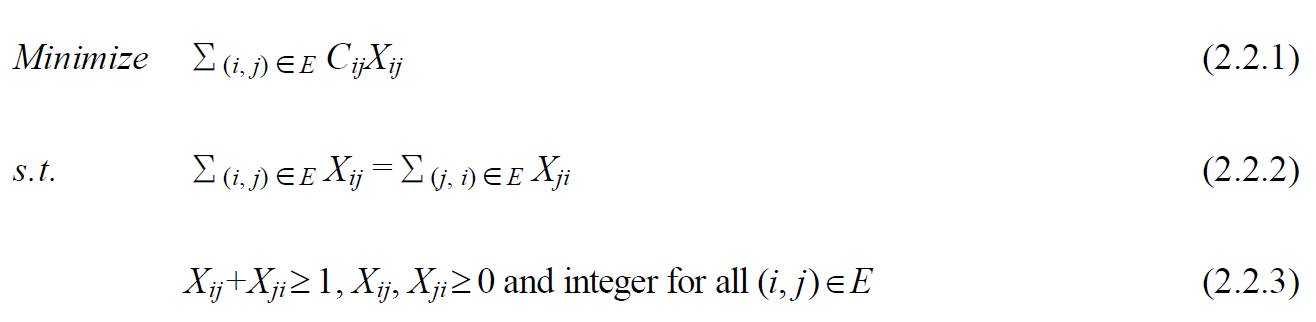 Minimize ∑ (i, j) ∈ E CijXij (2.2.1)
s.t. ∑ (i, j) ∈ E Xij = ∑ (j, i) ∈ E Xji (2.2.2)
Xij+Xji ≥ 1, Xij, Xji ≥ 0 and integer for all (i, j) ∈ E (2.2.3)